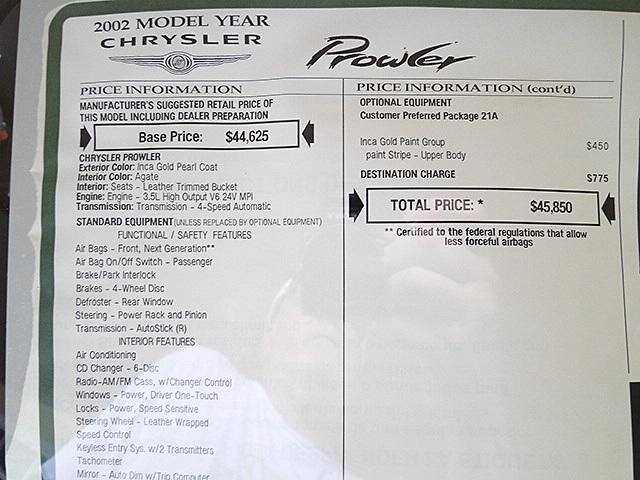 2002 MODEL YEAR
CHRYSLER
Prowler
PRICE INFORMATION
MANUFACTURER'S SUGGESTED RETAIL PRICE OF
THIS MODEL INCLUDING DEALER PREPARATION
Base Price: $44,625
CHRYSLER PROWLER
Exterior Color: Inca Gold Pearl Coat
Interior Color: Agate
Interior: Seats - Leather Trimmed Bucket
Engine: Engine - 3.5L High Output V6 24V MPI
Transmission: Transmission - 4-Speed Automatic
STANDARD EQUIPMENT (UNLESS REPLACED BY OPTIONAL EQUIPMENT)
FUNCTIONAL / SAFETY FEATURES
Air Bags - Front, Next Generation**
Air Bag On/Off Switch - Passenger
Brake/Park Interlock
Brakes - 4-Wheel Disc
Defroster - Rear Window
Steering - Power Rack and Pinion
Transmission - AutoStick (R)
INTERIOR FEATURES
Air Conditioning
CD Changer - 6-Disc
Radio-AM/FM Cass, w/Changer Control
Windows - Power, Driver One-Touch
Locks - Power, Speed Sensitive
Steering Wheel - Leather Wrapped
Speed Control
Keyless Entry Sys. w/2 Transmitters
Tachometer
Mirror - Auto Dim w/Trip Computer
PRICE INFORMATION (cont'd)
OPTIONAL EQUIPMENT
Customer Preferred Package 21A
Inca Gold Paint Group $450
paint Stripe - Upper Body
DESTINATION CHARGE $775
TOTAL PRICE: * $45,850
** Certified to the federal regulations that allow
less forceful airbags